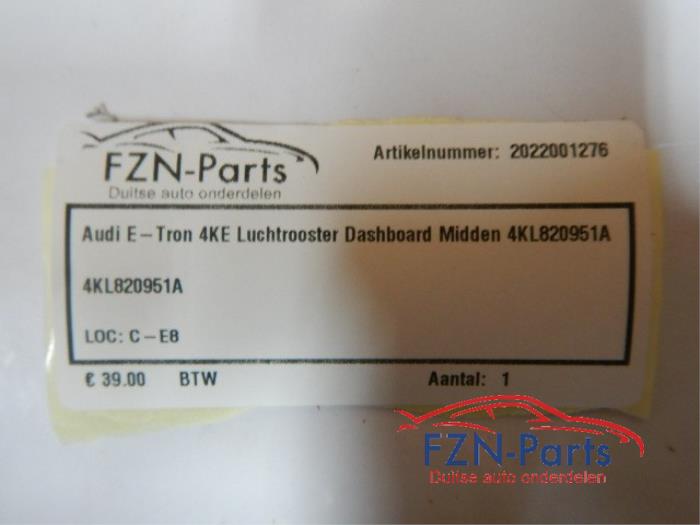 FZN-Parts
Duitse auto onderdelen
Artikelnummer: 2022001276
Audi E-Tron 4KE Luchtrooster Dashboard Midden 4KL820951A
4KL820951A
LOC: C-E8
€ 39.00 BTW Aantal: 1
FZN-Parts
Duitse auto onderdelen